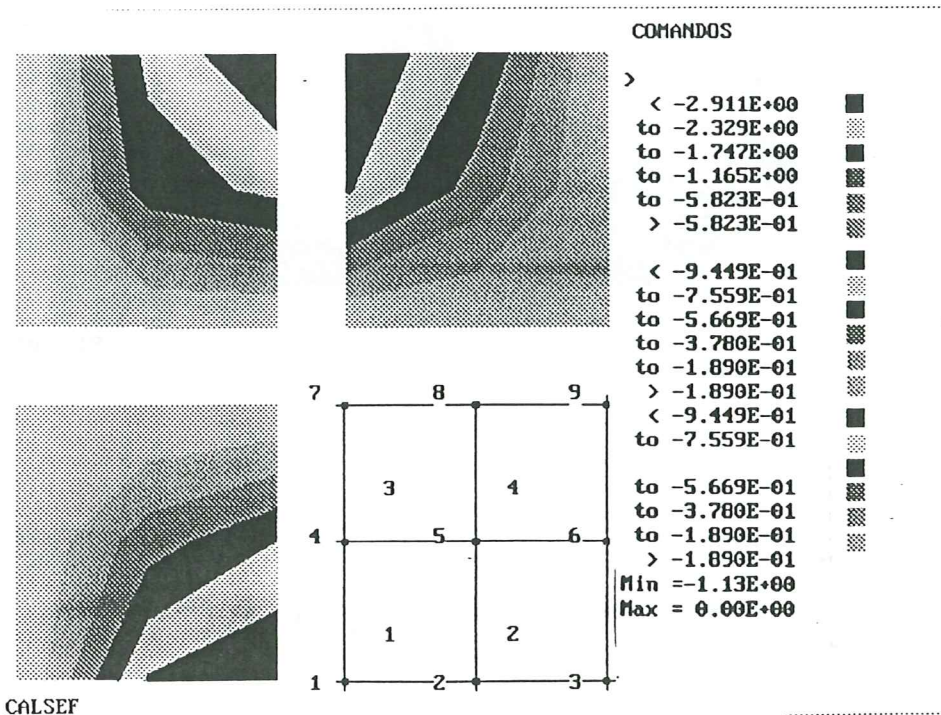 COMANDOS
>
< -2.911E+00
to -2.329E+00
to -1.747E+00
to -1.165E+00
to -5.823E-01
> -5.823E-01
< -9.449E-01
to -7.559E-01
to -5.669E-01
to -3.780E-01
to -1.890E-01
> -1.890E-01
< -9.449E-01
to -7.559E-01
to -5.669E-01
to -3.780E-01
to -1.890E-01
> -1.890E-01
Min =-1.13E+00
Max = 0.00E+00
7 8 9
3 4
4 5 6
1 2
1 2 3
CALSEF